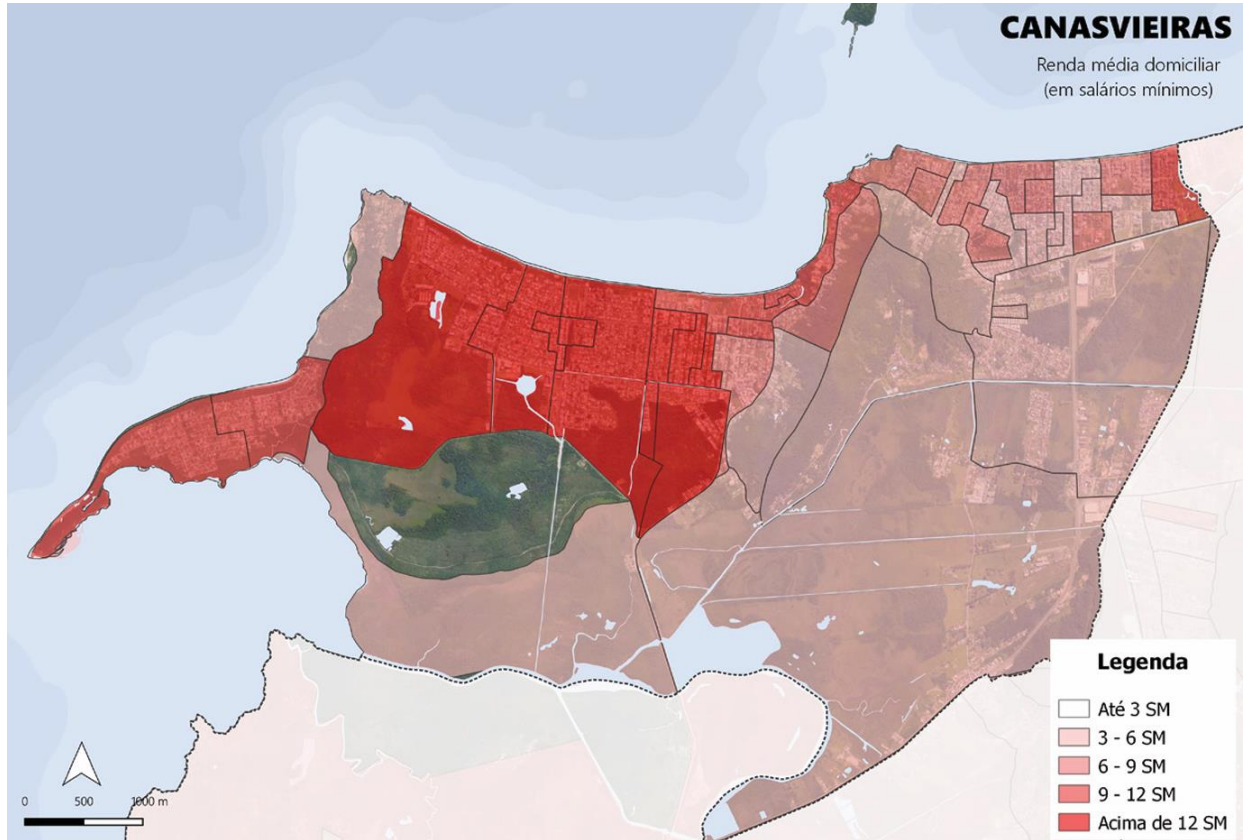 CANASVIEIRAS
Renda média domiciliar
(em salários mínimos)
Legenda
Até 3 SM
3 - 6 SM
6 - 9 SM
9 - 12 SM
Acima de 12 SM
0 500 1000 m